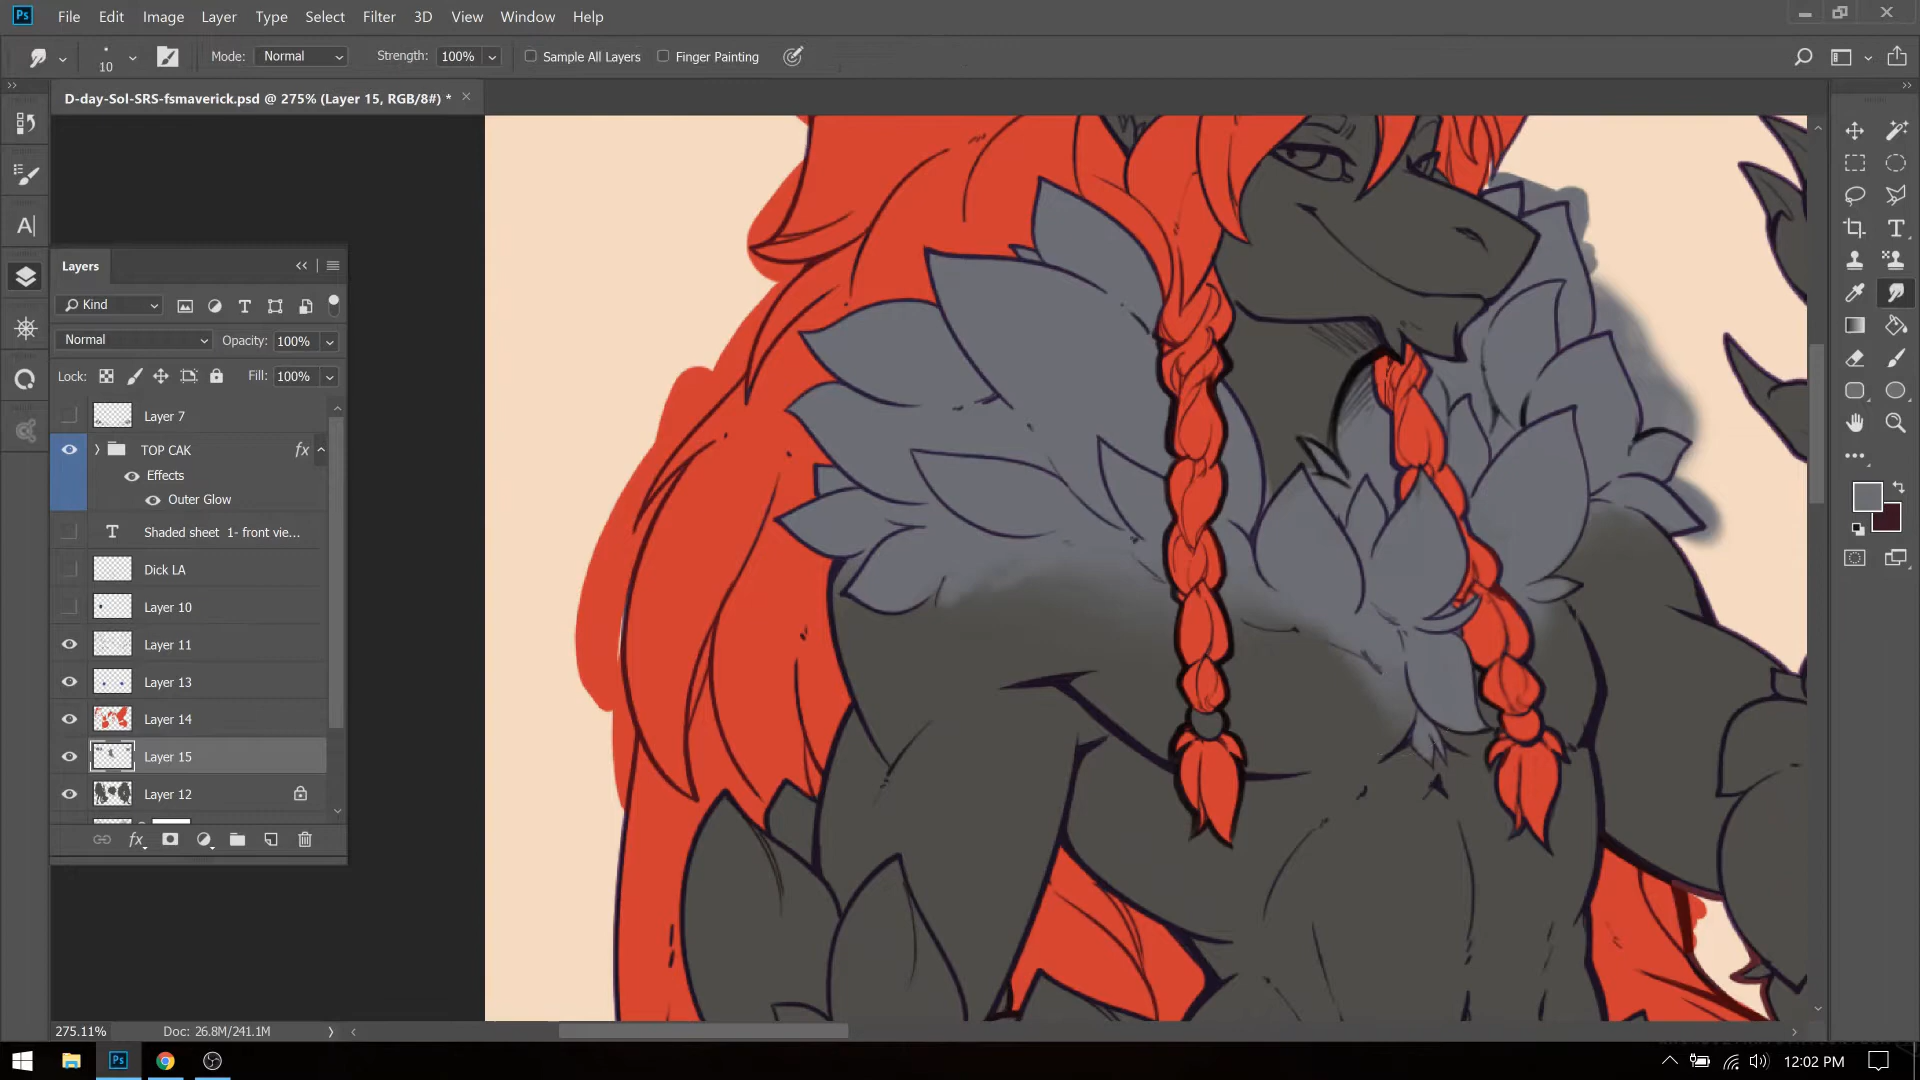 Ps File Edit Image Layer Type Select Filter 3D View Window Help
10 Mode: Normal Strength: 100% Sample All Layers Finger Painting
D-day-Sol-SRS-fsmaverick.psd @ 275% (Layer 15, RGB/8#) *
Layers
Kind
Normal Opacity: 100%
Lock: Fill: 100%
Layer 7
TOP CAK fx
Effects
Outer Glow
Shaded sheet 1- front vie...
Dick LA
Layer 10
Layer 11
Layer 13
Layer 14
Layer 15
Layer 12
fx
275.11% Doc: 26.8M/241.1M
Ps 12:02 PM